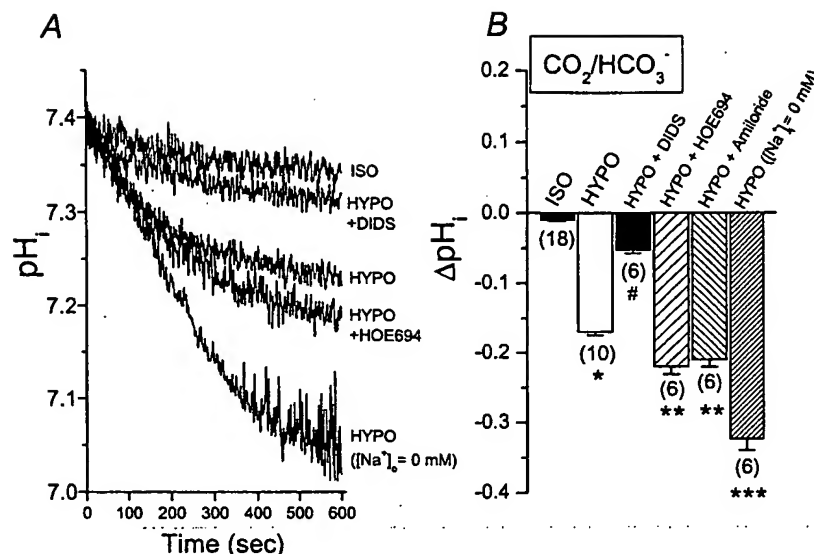 A
pHi
7.4
7.3
7.2
7.1
7.0
0 100 200 300 400 500 600
Time (sec)
ISO
HYPO
+DIDS
HYPO
HYPO
+HOE694
HYPO
([Na⁺]ₒ = 0 mM)
B
CO₂/HCO₃⁻
ΔpHi
0.2
0.1
0.0
-0.1
-0.2
-0.3
-0.4
ISO
HYPO
HYPO + DIDS
HYPO + HOE694
HYPO + Amiloride
HYPO ([Na⁺]ₒ = 0 mM)
(18)
(10)
*
(6)
#
(6)
**
(6)
**
(6)
***